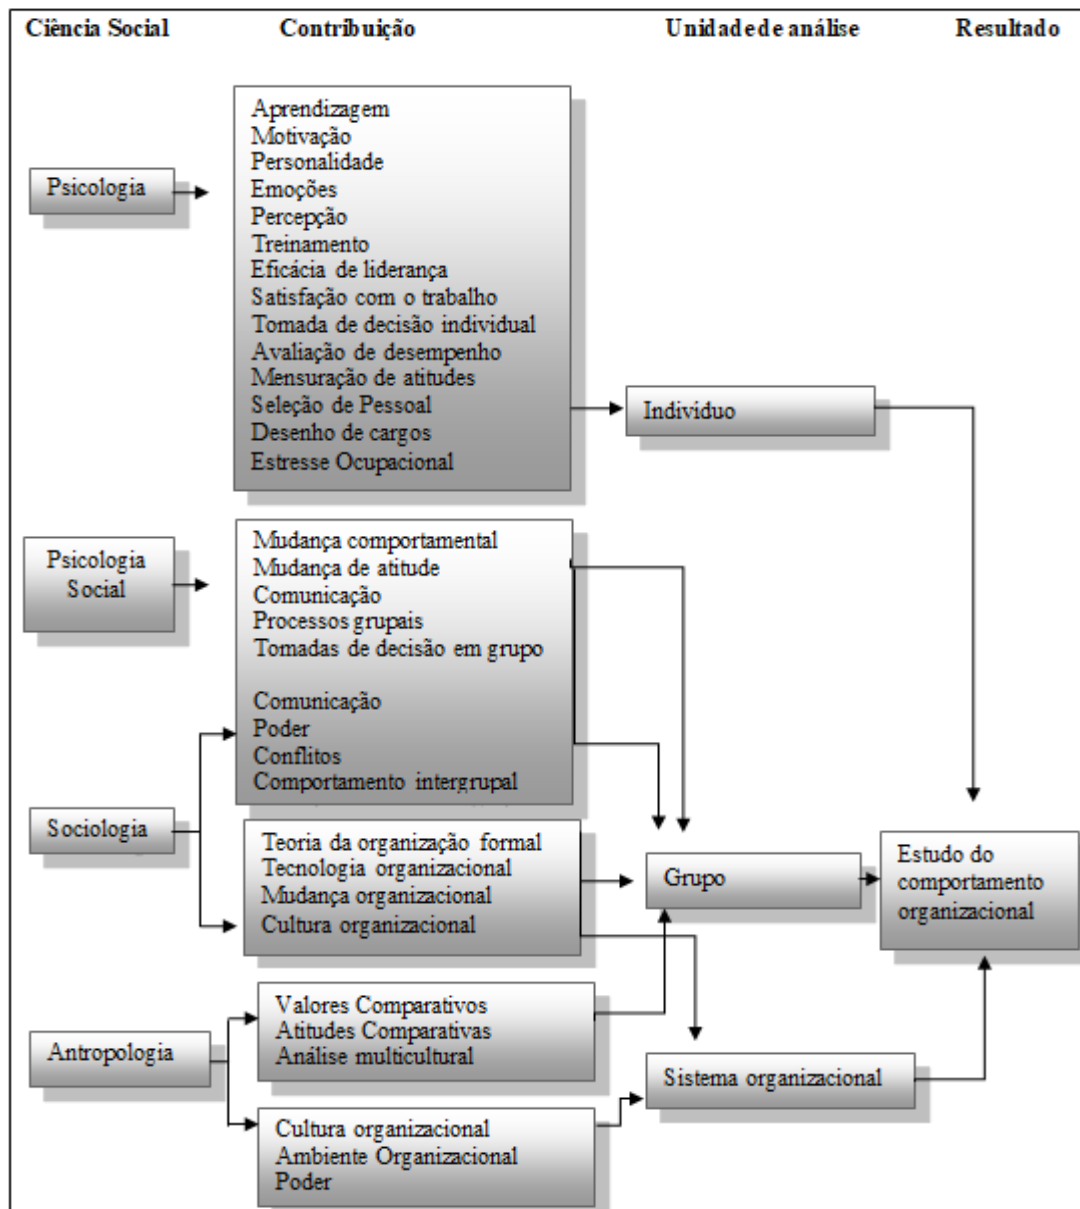 Ciência Social Contribuição Unidade de análise Resultado
Psicologia
Aprendizagem
Motivação
Personalidade
Emoções
Percepção
Treinamento
Eficácia de liderança
Satisfação com o trabalho
Tomada de decisão individual
Avaliação de desempenho
Mensuração de atitudes
Seleção de Pessoal
Desenho de cargos
Estresse Ocupacional
Indivíduo
Psicologia
Social
Mudança comportamental
Mudança de atitude
Comunicação
Processos grupais
Tomadas de decisão em grupo
Comunicação
Poder
Conflitos
Comportamento intergrupal
Sociologia
Teoria da organização formal
Tecnologia organizacional
Mudança organizacional
Cultura organizacional
Grupo
Estudo do
comportamento
organizacional
Antropologia
Valores Comparativos
Atitudes Comparativas
Análise multicultural
Sistema organizacional
Cultura organizacional
Ambiente Organizacional
Poder